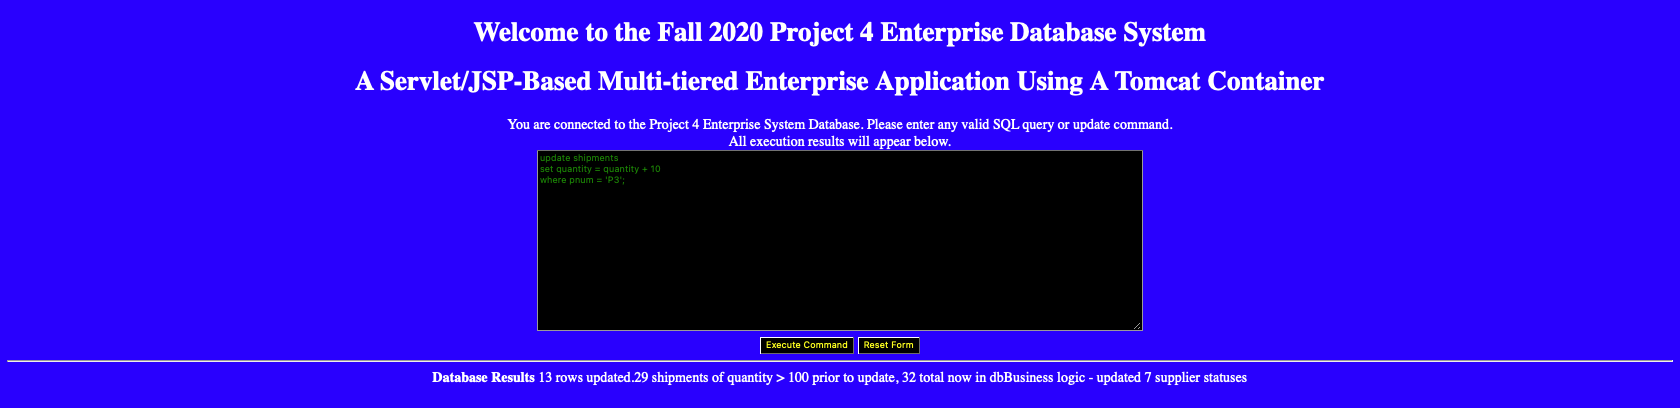 Welcome to the Fall 2020 Project 4 Enterprise Database System
A Servlet/JSP-Based Multi-tiered Enterprise Application Using A Tomcat Container
You are connected to the Project 4 Enterprise System Database. Please enter any valid SQL query or update command.
All execution results will appear below.
update shipments
set quantity = quantity + 10
where pnum = 'P3';
Execute Command Reset Form
Database Results 13 rows updated.29 shipments of quantity > 100 prior to update, 32 total now in dbBusiness logic - updated 7 supplier statuses